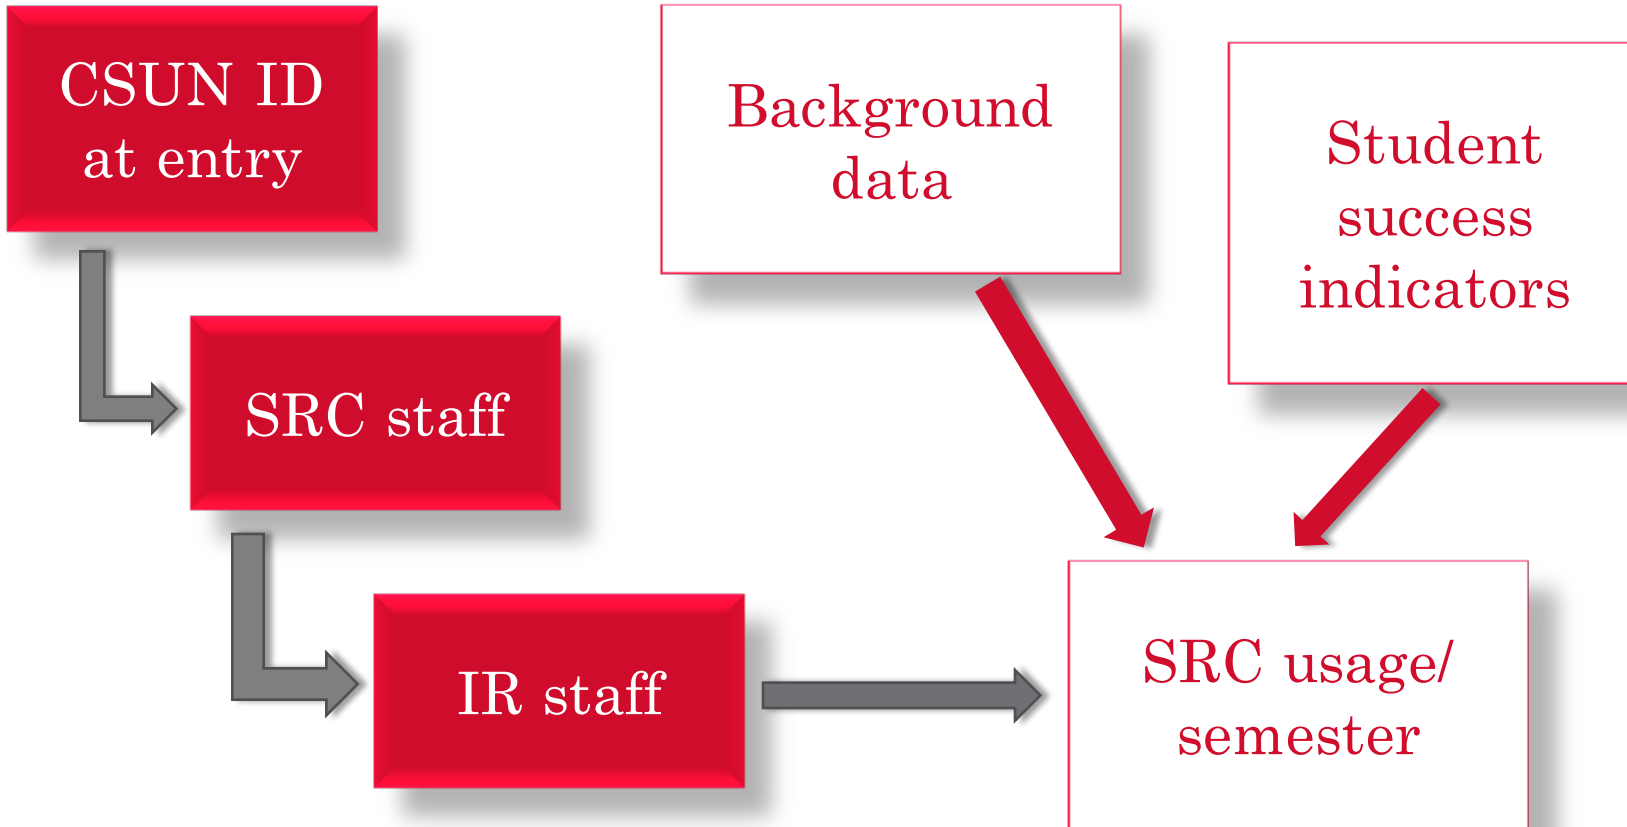 CSUN ID
at entry
Background
data
Student
success
indicators
SRC staff
IR staff
SRC usage/
semester